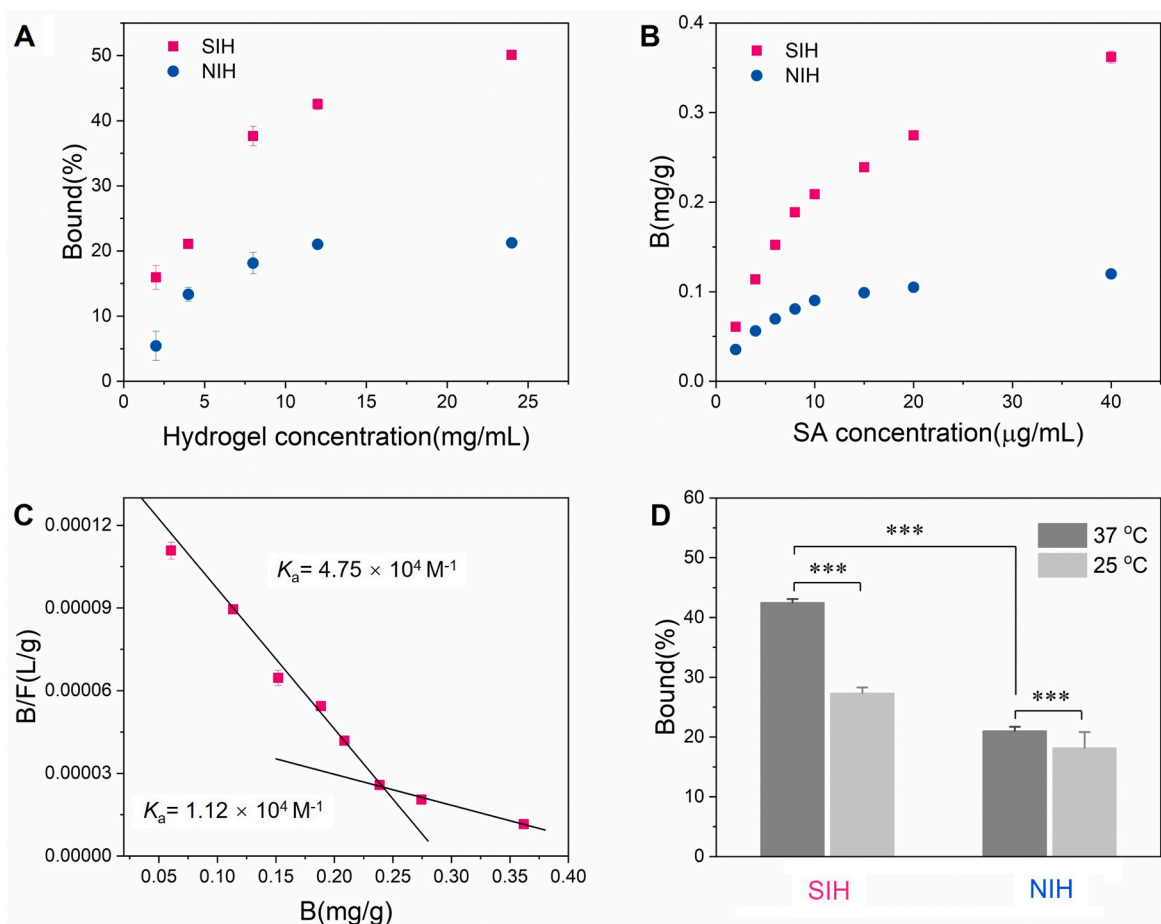 A
SIH
NIH
Bound(%)
50
40
30
20
10
0
0 5 10 15 20 25
Hydrogel concentration(mg/mL)
B
SIH
NIH
B(mg/g)
0.4
0.3
0.2
0.1
0.0
0 10 20 30 40
SA concentration(μg/mL)
C
B/F(L/g)
0.00012
0.00009
0.00006
0.00003
0.00000
Ka= 4.75 × 10⁴ M⁻¹
Ka= 1.12 × 10⁴ M⁻¹
0.05 0.10 0.15 0.20 0.25 0.30 0.35 0.40
B(mg/g)
D
Bound(%)
60
50
40
30
20
10
0
37 °C
25 °C
***
***
***
SIH NIH